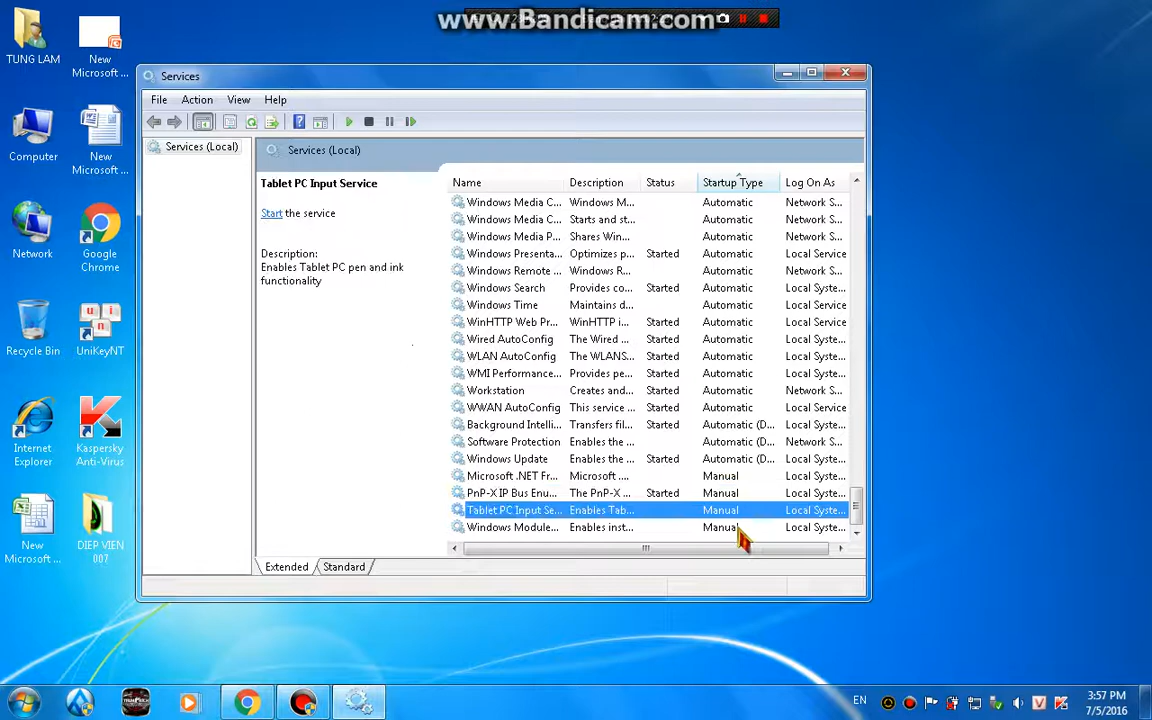 www.Bandicam.com
TUNG LAM
New
Microsoft ...
Computer
New
Microsoft ...
Network
Google
Chrome
Recycle Bin
UniKeyNT
Internet
Explorer
Kaspersky
Anti-Virus
New
Microsoft ...
DIEP VIEN
007
Services
File Action View Help
Services (Local)
Services (Local)
Tablet PC Input Service
Start the service
Description:
Enables Tablet PC pen and ink
functionality
Name Description Status Startup Type Log On As
Windows Media C... Windows M... Automatic Network S...
Windows Media C... Starts and st... Automatic Network S...
Windows Media P... Shares Win... Automatic Network S...
Windows Presenta... Optimizes p... Started Automatic Local Service
Windows Remote ... Windows R... Automatic Network S...
Windows Search Provides co... Started Automatic Local Syste...
Windows Time Maintains d... Automatic Local Service
WinHTTP Web Pr... WinHTTP i... Started Automatic Local Service
Wired AutoConfig The Wired ... Started Automatic Local Syste...
WLAN AutoConfig The WLANS... Started Automatic Local Syste...
WMI Performance... Provides pe... Started Automatic Local Syste...
Workstation Creates and... Started Automatic Network S...
WWAN AutoConfig This service ... Started Automatic Local Service
Background Intelli... Transfers fil... Started Automatic (D... Local Syste...
Software Protection Enables the ... Automatic (D... Network S...
Windows Update Enables the ... Started Automatic (D... Local Syste...
Microsoft .NET Fr... Microsoft .... Manual Local Syste...
PnP-X IP Bus Enu... The PnP-X ... Started Manual Local Syste...
Tablet PC Input Se... Enables Tab... Manual Local Syste...
Windows Module... Enables inst... Manual Local Syste...
Extended Standard
EN
3:57 PM
7/5/2016